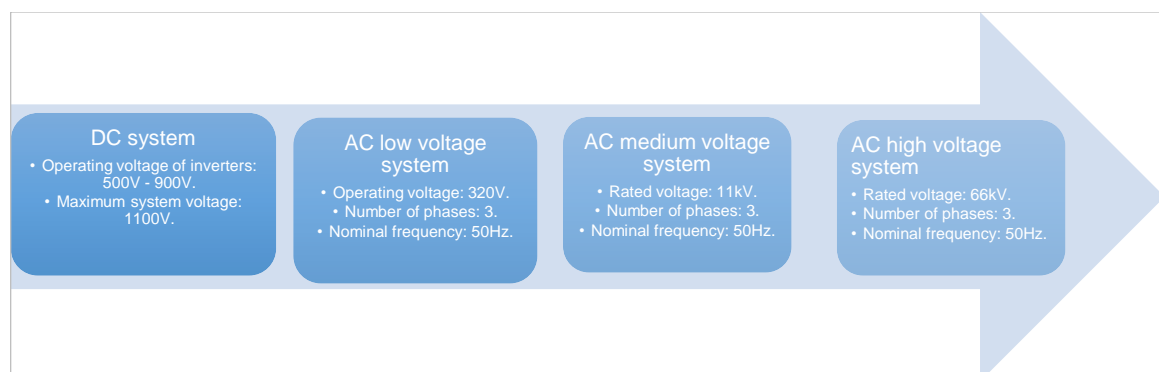 DC system
• Operating voltage of inverters:
500V - 900V.
• Maximum system voltage:
1100V.
AC low voltage
system
• Operating voltage: 320V.
• Number of phases: 3.
• Nominal frequency: 50Hz.
AC medium voltage
system
• Rated voltage: 11kV.
• Number of phases: 3.
• Nominal frequency: 50Hz.
AC high voltage
system
• Rated voltage: 66kV.
• Number of phases: 3.
• Nominal frequency: 50Hz.